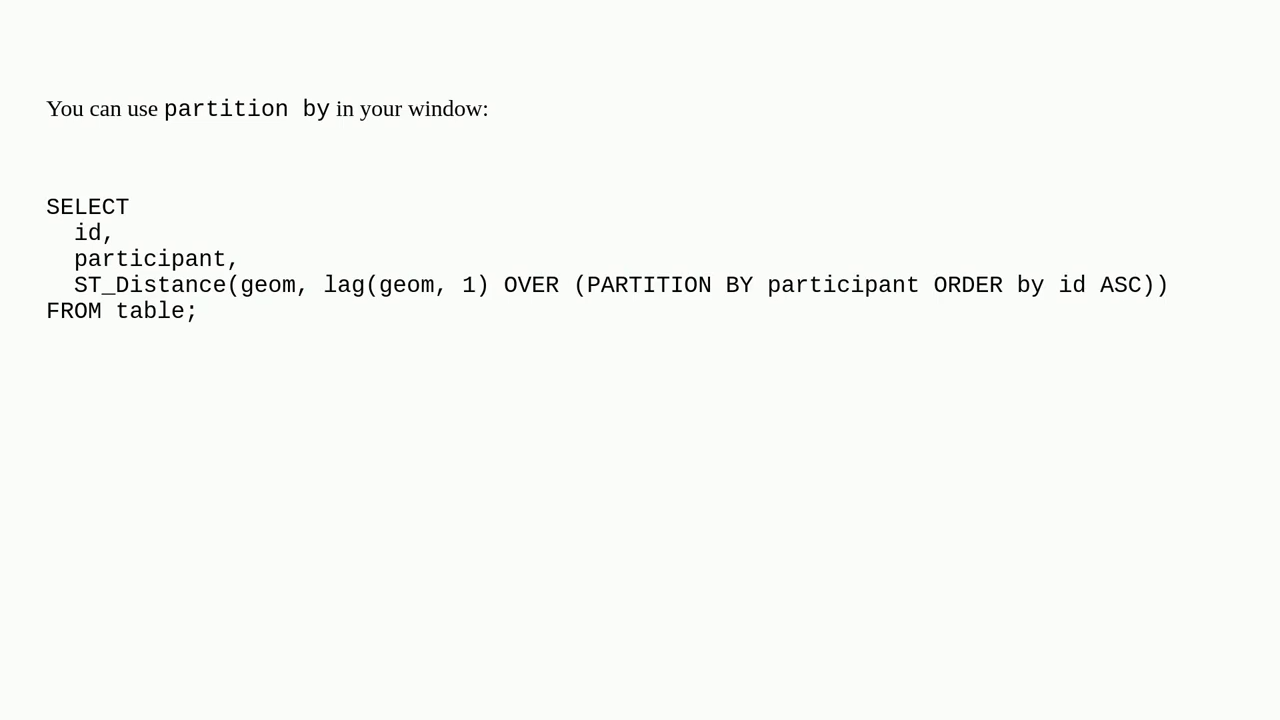 You can use partition by in your window:
SELECT
  id,
  participant,
  ST_Distance(geom, lag(geom, 1) OVER (PARTITION BY participant ORDER by id ASC))
FROM table;